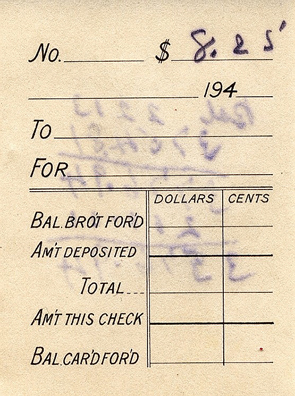 No. $ 8.25
194
To
FOR
DOLLARS CENTS
BAL. BRO'T FOR'D
AM'T DEPOSITED
TOTAL
AM'T THIS CHECK
BAL. CAR'D FOR'D